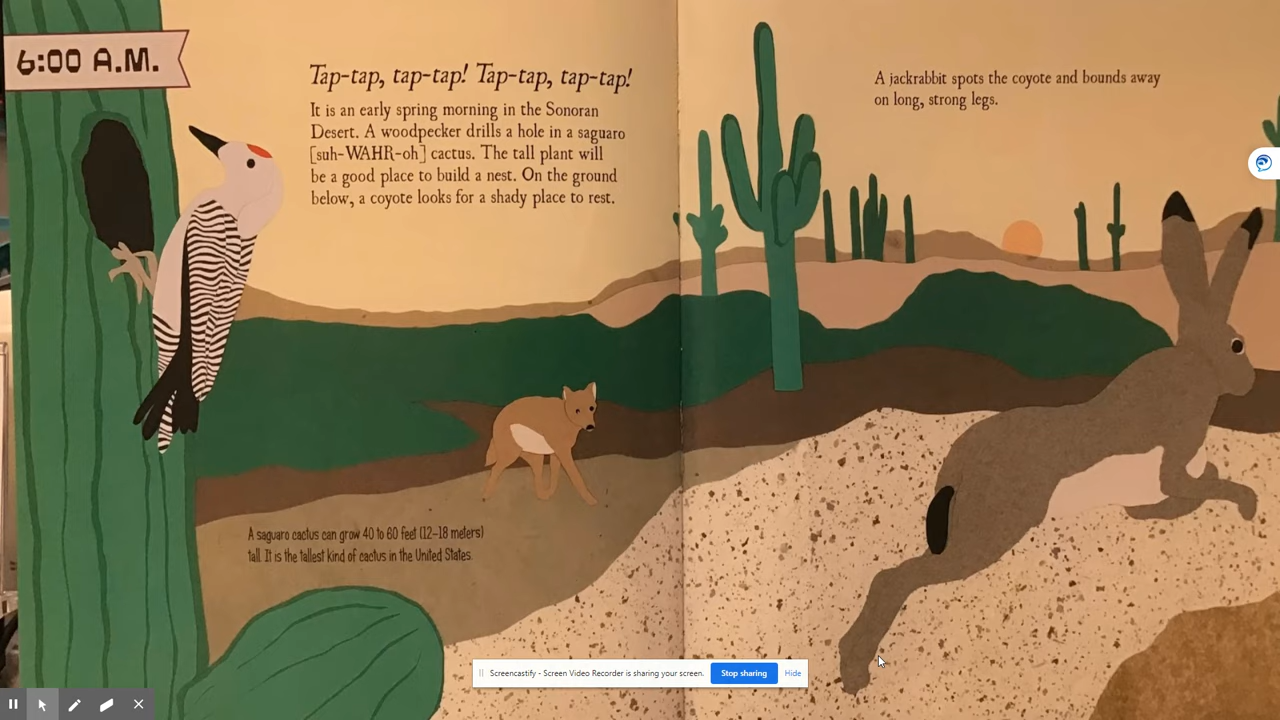 6:00 A.M.
Tap-tap, tap-tap! Tap-tap, tap-tap!
It is an early spring morning in the Sonoran
Desert. A woodpecker drills a hole in a saguaro
[suh-WAHR-oh] cactus. The tall plant will
be a good place to build a nest. On the ground
below, a coyote looks for a shady place to rest.
A saguaro cactus can grow 40 to 60 feet (12–18 meters)
tall. It is the tallest kind of cactus in the United States.
A jackrabbit spots the coyote and bounds away
on long, strong legs.
Screencastify - Screen Video Recorder is sharing your screen.
Stop sharing
Hide